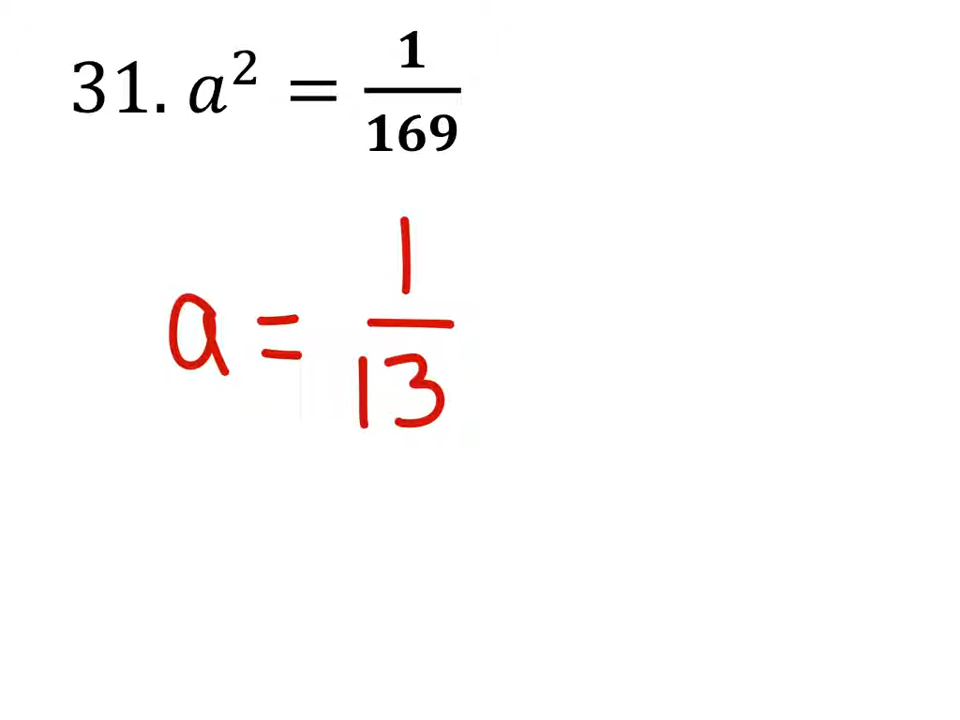 31. a² = 1/169
a = 1/13